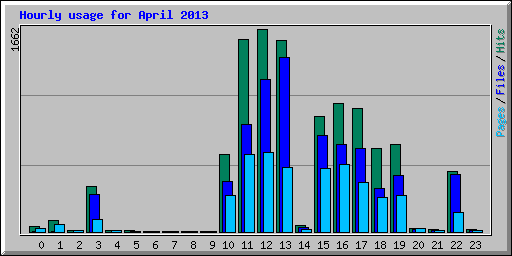 Hourly usage for April 2013
1662
Pages / Files / Hits
0 1 2 3 4 5 6 7 8 9 10 11 12 13 14 15 16 17 18 19 20 21 22 23